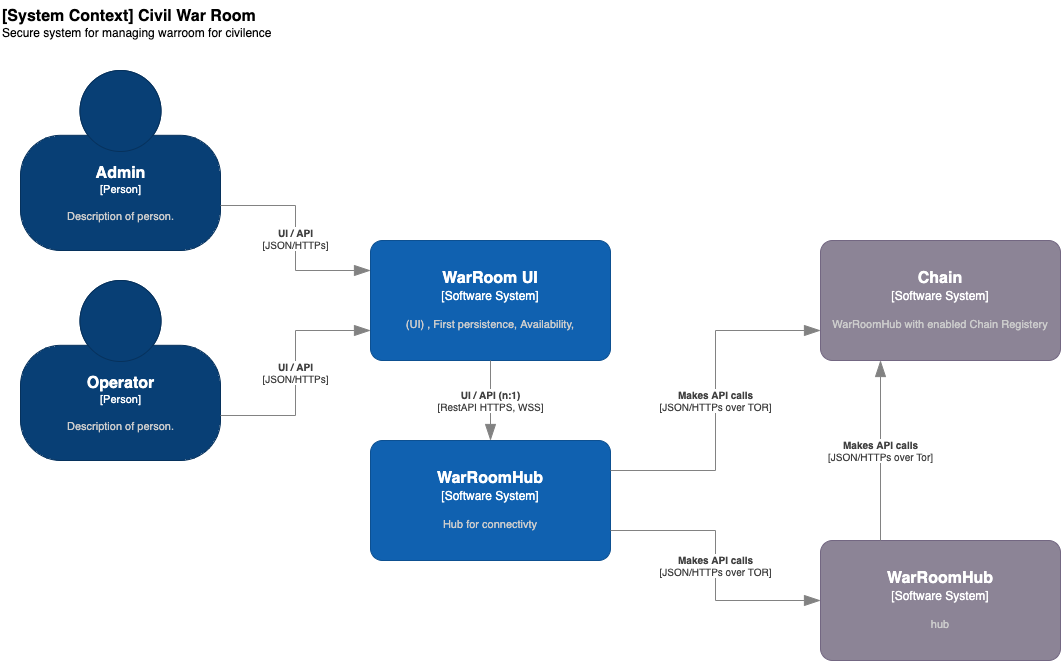 [System Context] Civil War Room
Secure system for managing warroom for civilence
Admin
[Person]
Description of person.
UI / API
[JSON/HTTPs]
Operator
[Person]
Description of person.
UI / API
[JSON/HTTPs]
WarRoom UI
[Software System]
(UI) , First persistence, Availability,
UI / API (n:1)
[RestAPI HTTPS, WSS]
WarRoomHub
[Software System]
Hub for connectivty
Makes API calls
[JSON/HTTPs over TOR]
Makes API calls
[JSON/HTTPs over TOR]
Chain
[Software System]
WarRoomHub with enabled Chain Registery
Makes API calls
[JSON/HTTPs over Tor]
WarRoomHub
[Software System]
hub